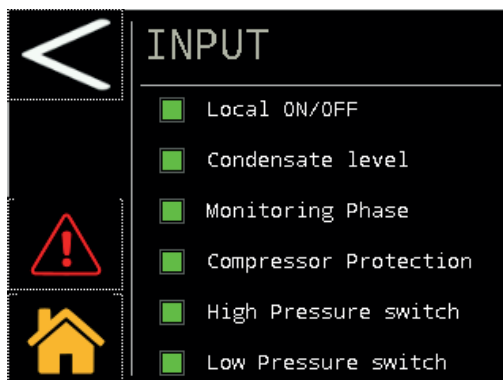 INPUT
Local ON/OFF
Condensate level
Monitoring Phase
Compressor Protection
High Pressure switch
Low Pressure switch